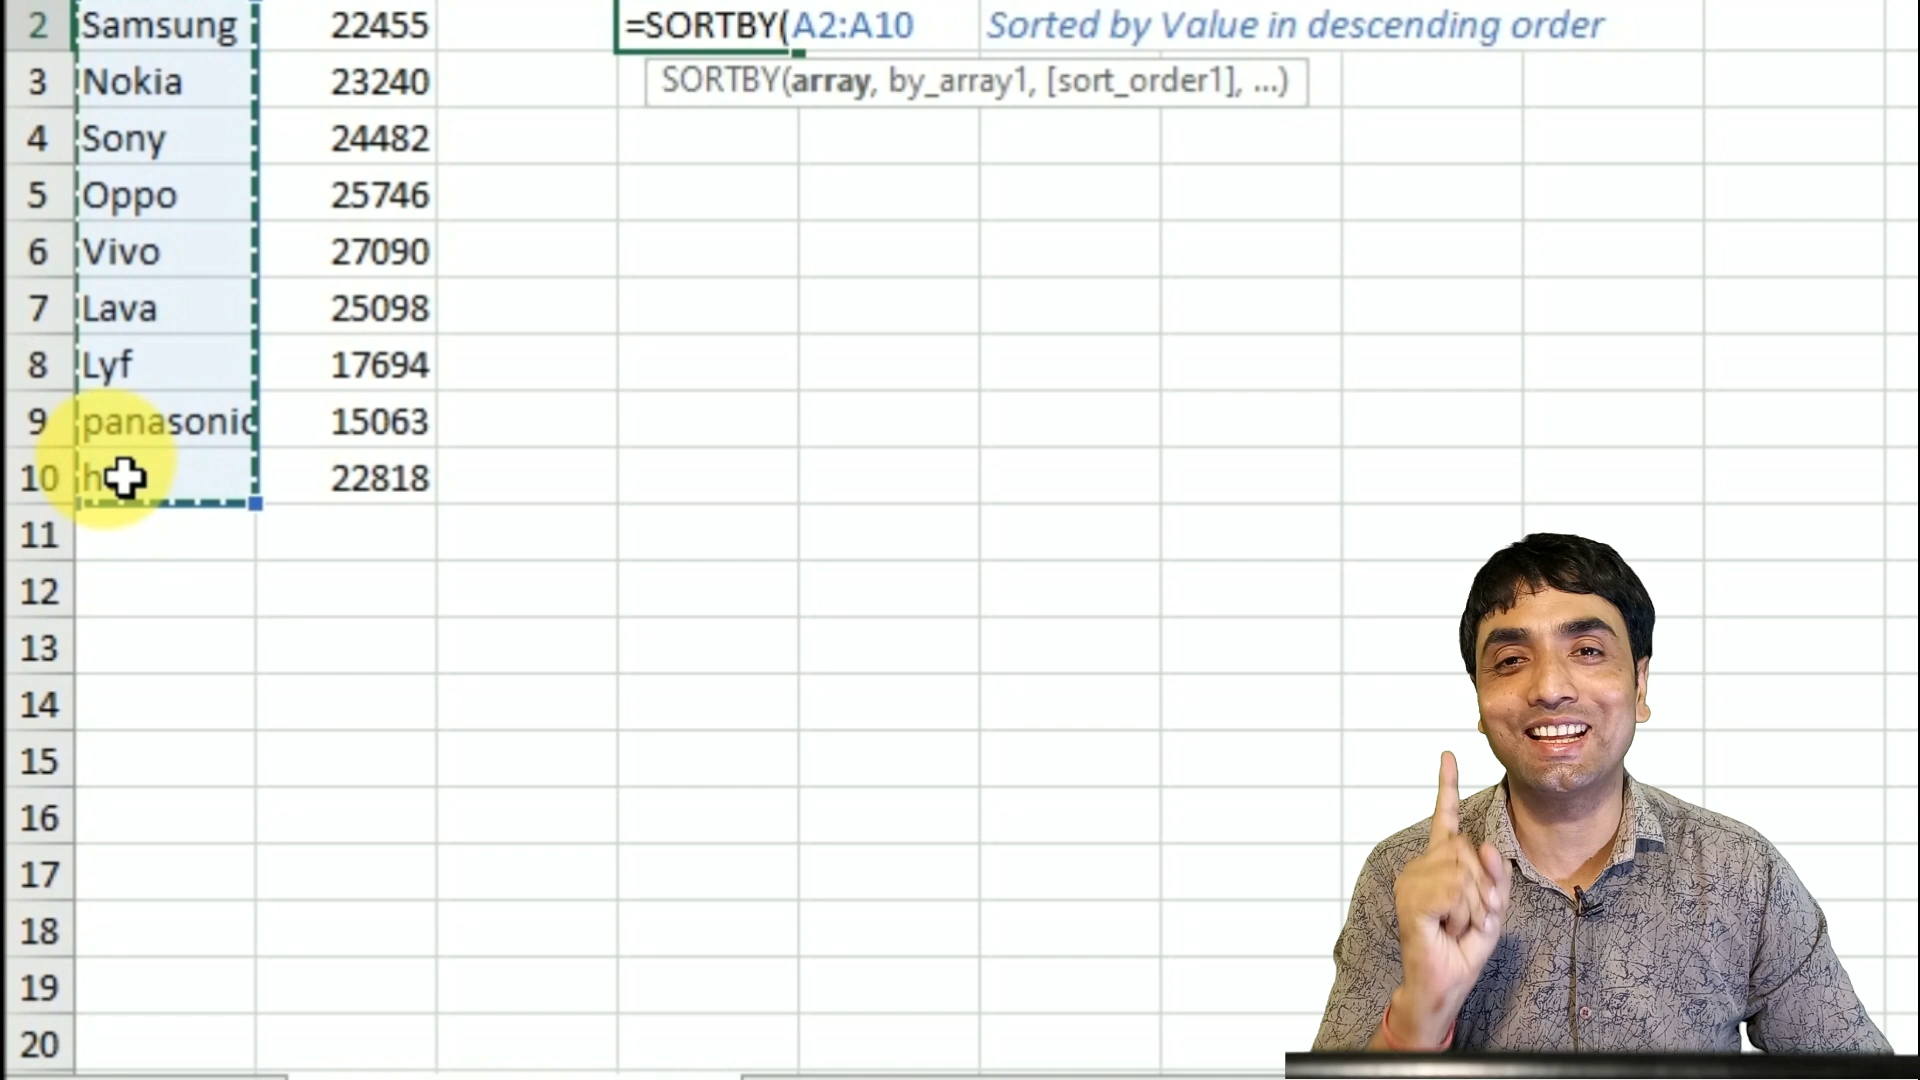 2 Samsung 22455 =SORTBY(A2:A10 Sorted by Value in descending order
3 Nokia 23240 SORTBY(array, by_array1, [sort_order1], ...)
4 Sony 24482
5 Oppo 25746
6 Vivo 27090
7 Lava 25098
8 Lyf 17694
9 panasonic 15063
10 22818
11
12
13
14
15
16
17
18
19
20